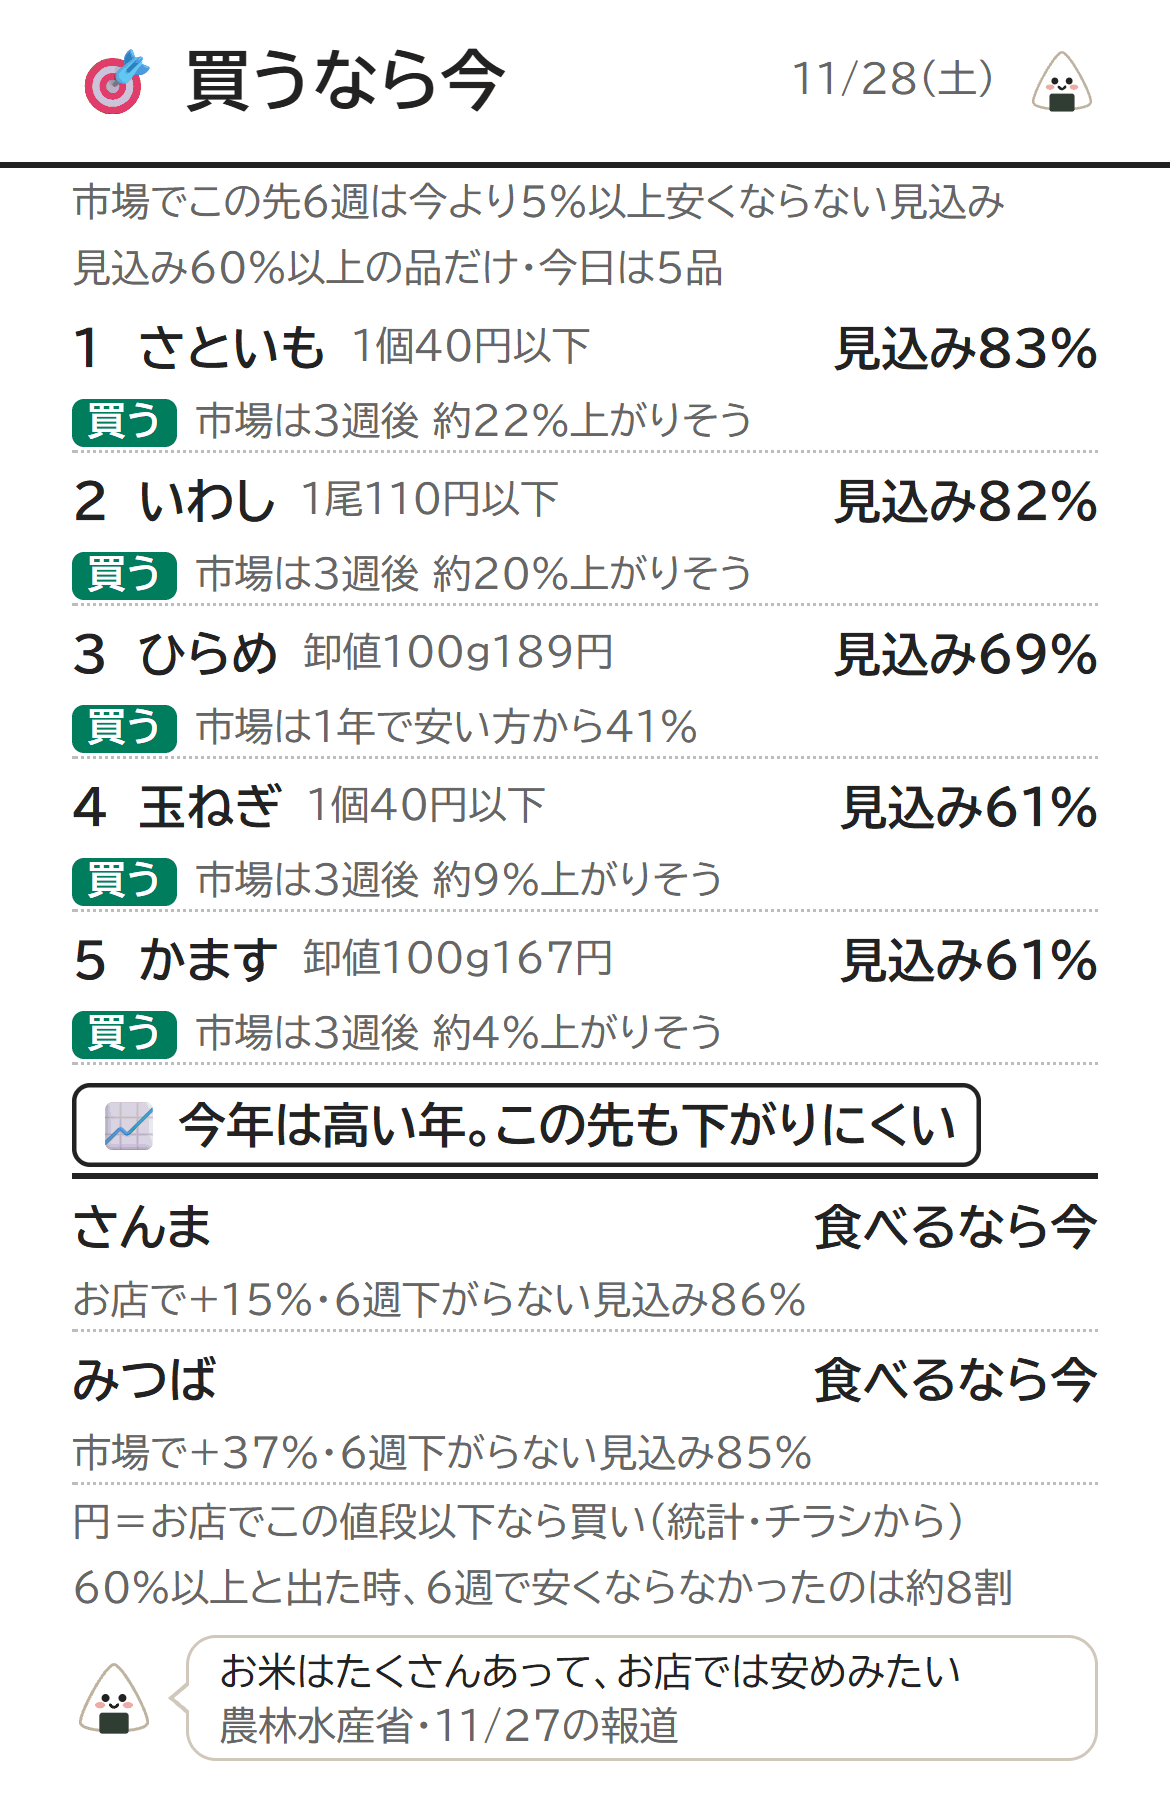 買うなら今
11/28(土)
市場でこの先6週は今より5%以上安くならない見込み
見込み60%以上の品だけ・今日は5品
1 さといも 1個40円以下 見込み83%
買う 市場は3週後 約22%上がりそう
2 いわし 1尾110円以下 見込み82%
買う 市場は3週後 約20%上がりそう
3 ひらめ 卸値100g189円 見込み69%
買う 市場は1年で安い方から41%
4 玉ねぎ 1個40円以下 見込み61%
買う 市場は3週後 約9%上がりそう
5 かます 卸値100g167円 見込み61%
買う 市場は3週後 約4%上がりそう
今年は高い年。この先も下がりにくい
さんま 食べるなら今
お店で+15%・6週下がらない見込み86%
みつば 食べるなら今
市場で+37%・6週下がらない見込み85%
円=お店でこの値段以下なら買い(統計・チラシから)
60%以上と出た時、6週で安くならなかったのは約8割
お米はたくさんあって、お店では安めみたい
農林水産省・11/27の報道